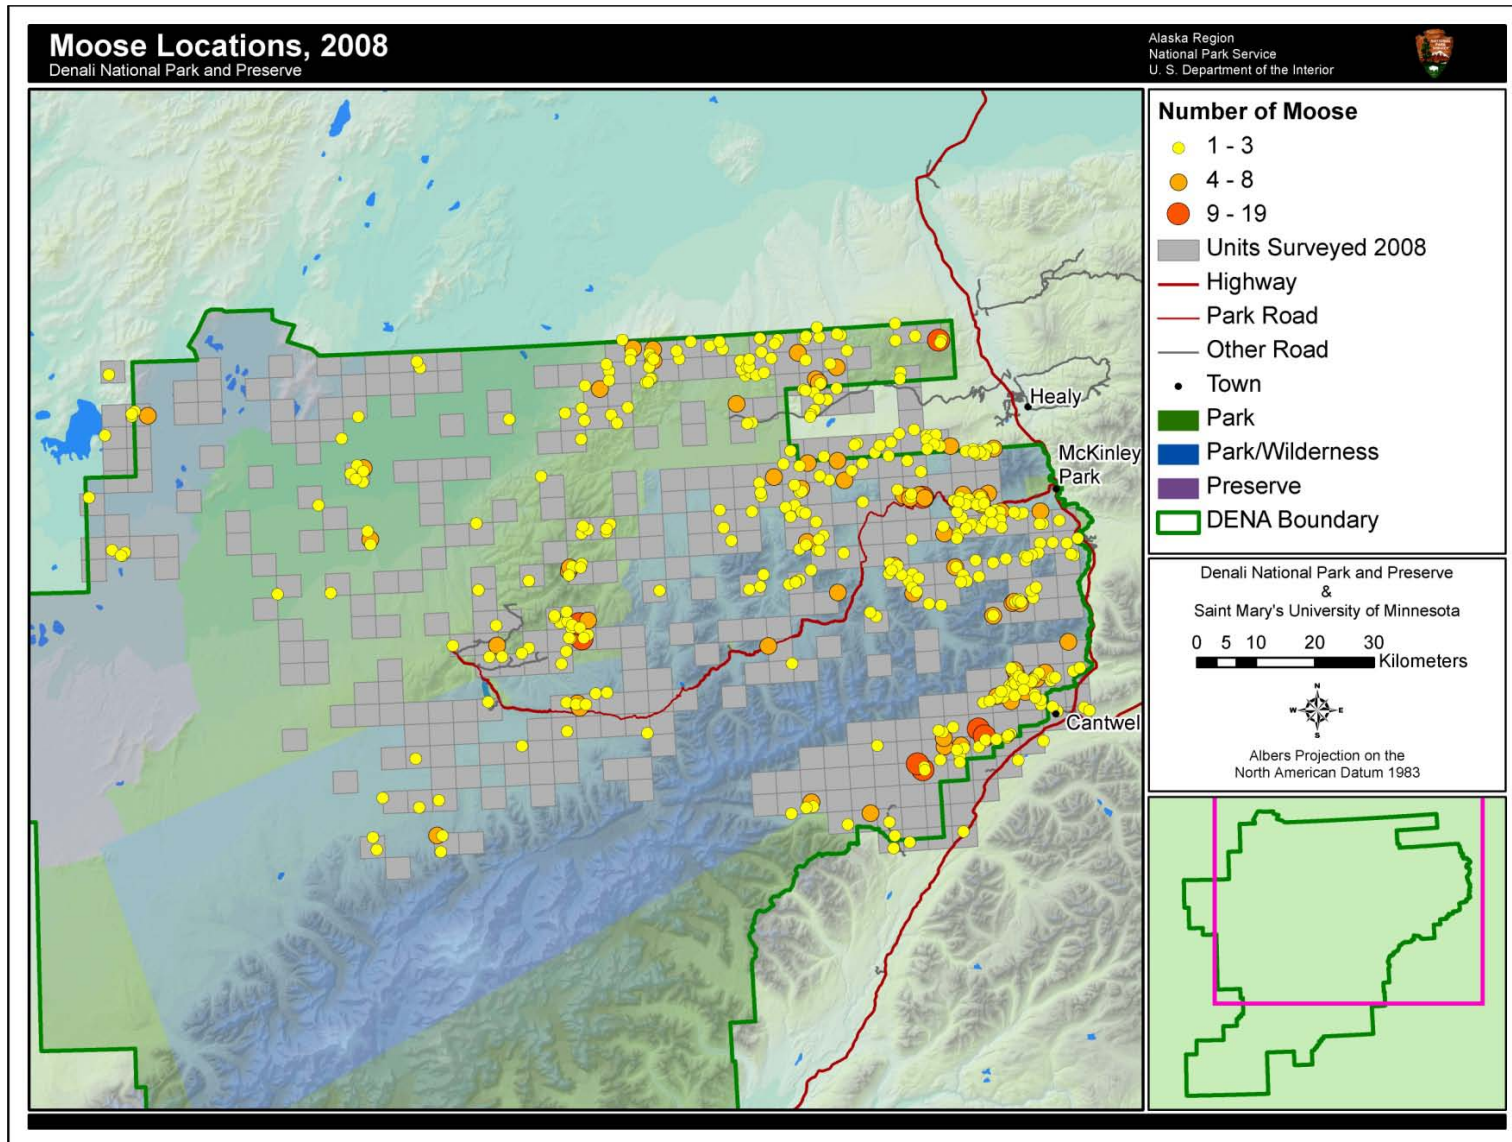 Moose Locations, 2008
Denali National Park and Preserve
Alaska Region
National Park Service
U. S. Department of the Interior
Healy
McKinley
Park
Cantwel
Number of Moose
1 - 3
4 - 8
9 - 19
Units Surveyed 2008
Highway
Park Road
Other Road
Town
Park
Park/Wilderness
Preserve
DENA Boundary
Denali National Park and Preserve
&
Saint Mary's University of Minnesota
0 5 10 20 30
Kilometers
N
W E
S
Albers Projection on the
North American Datum 1983